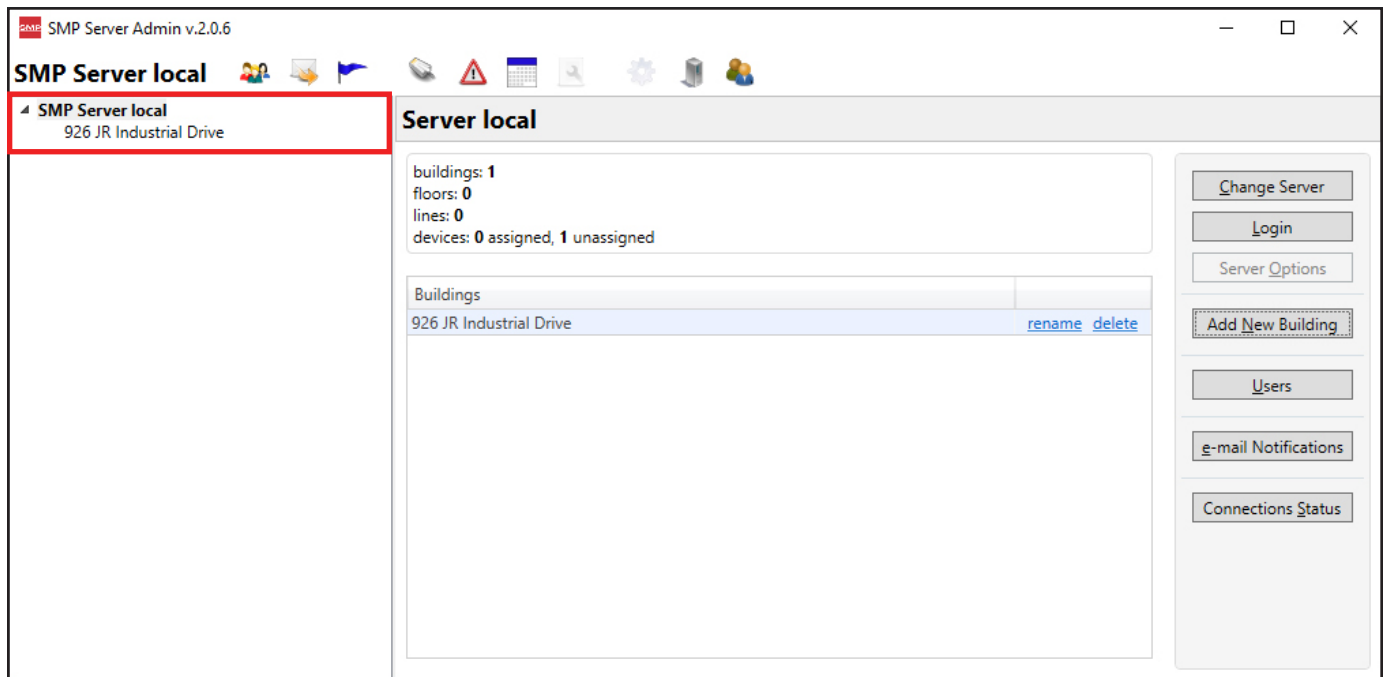 SMP SMP Server Admin v.2.0.6
SMP Server local
SMP Server local
926 JR Industrial Drive
Server local
buildings: 1
floors: 0
lines: 0
devices: 0 assigned, 1 unassigned
Buildings
926 JR Industrial Drive rename delete
Change Server
Login
Server Options
Add New Building
Users
e-mail Notifications
Connections Status